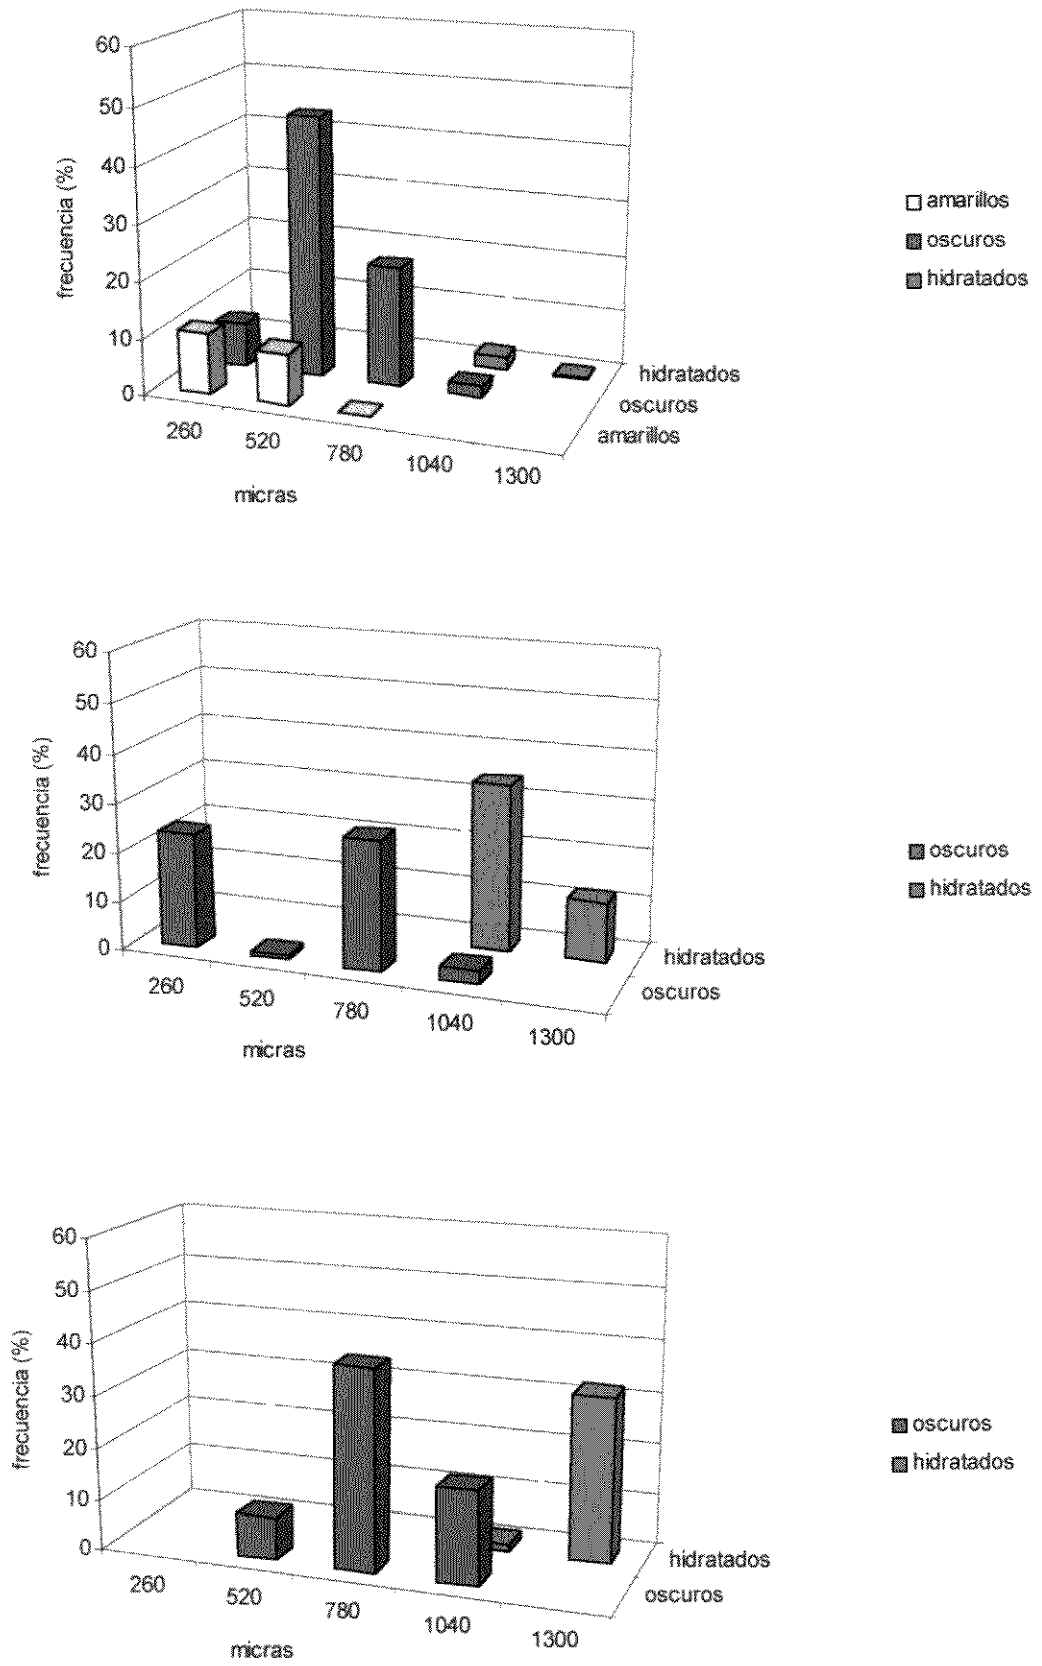 60
50
40
30
20
10
0
frecuencia (%)
260
520
780
1040
1300
micras
hidratados
oscuros
amarillos
amarillos
oscuros
hidratados
60
50
40
30
20
10
0
frecuencia (%)
260
520
780
1040
1300
micras
hidratados
oscuros
oscuros
hidratados
60
50
40
30
20
10
0
frecuencia (%)
260
520
780
1040
1300
micras
hidratados
oscuros
oscuros
hidratados